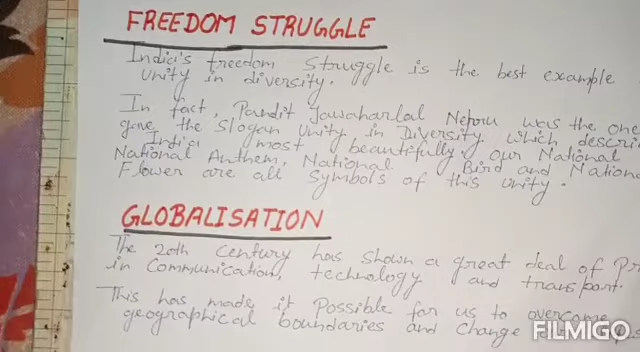 FREEDOM STRUGGLE
India's freedom Struggle is the best example
Unity in diversity.
In fact, Pandit Jawaharlal Nehru was the one
gave the Slogan Unity in Diversity which
India most beautifully. our National
National Anthem, National Bird and
Flower are all Symbols of this unity.
GLOBALISATION
The 20th Century has shown a great deal of
in Communication, technology and transport.
This has made it Possible for us to overcome
geographical boundaries and change
FILMIGO